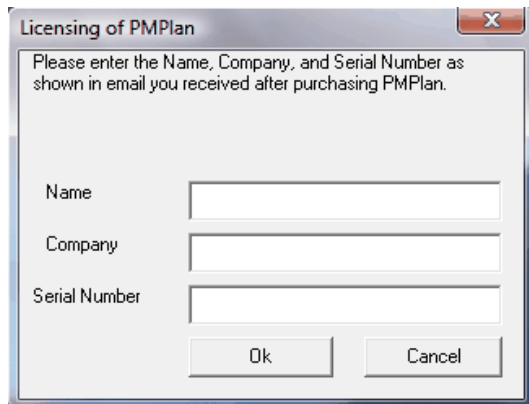 Licensing of PMPlan
Please enter the Name, Company, and Serial Number as
shown in email you received after purchasing PMPlan.
Name
Company
Serial Number
Ok Cancel